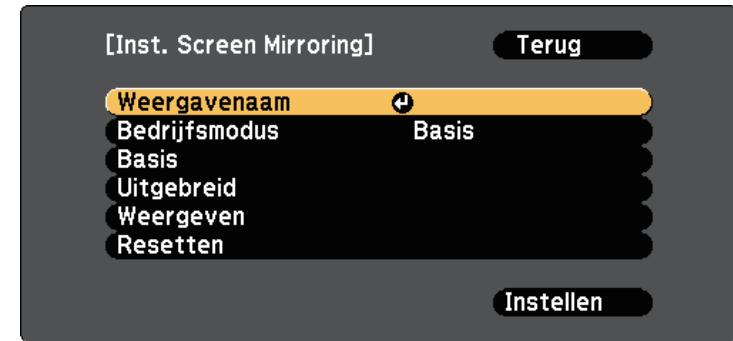 [Inst. Screen Mirroring] Terug
Weergavenaam
Bedrijfsmodus Basis
Basis
Uitgebreid
Weergeven
Resetten
Instellen